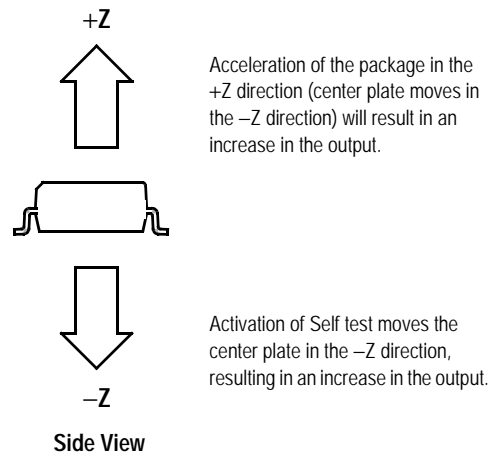 +Z
Acceleration of the package in the
+Z direction (center plate moves in
the –Z direction) will result in an
increase in the output.
Activation of Self test moves the
center plate in the –Z direction,
resulting in an increase in the output.
–Z
Side View